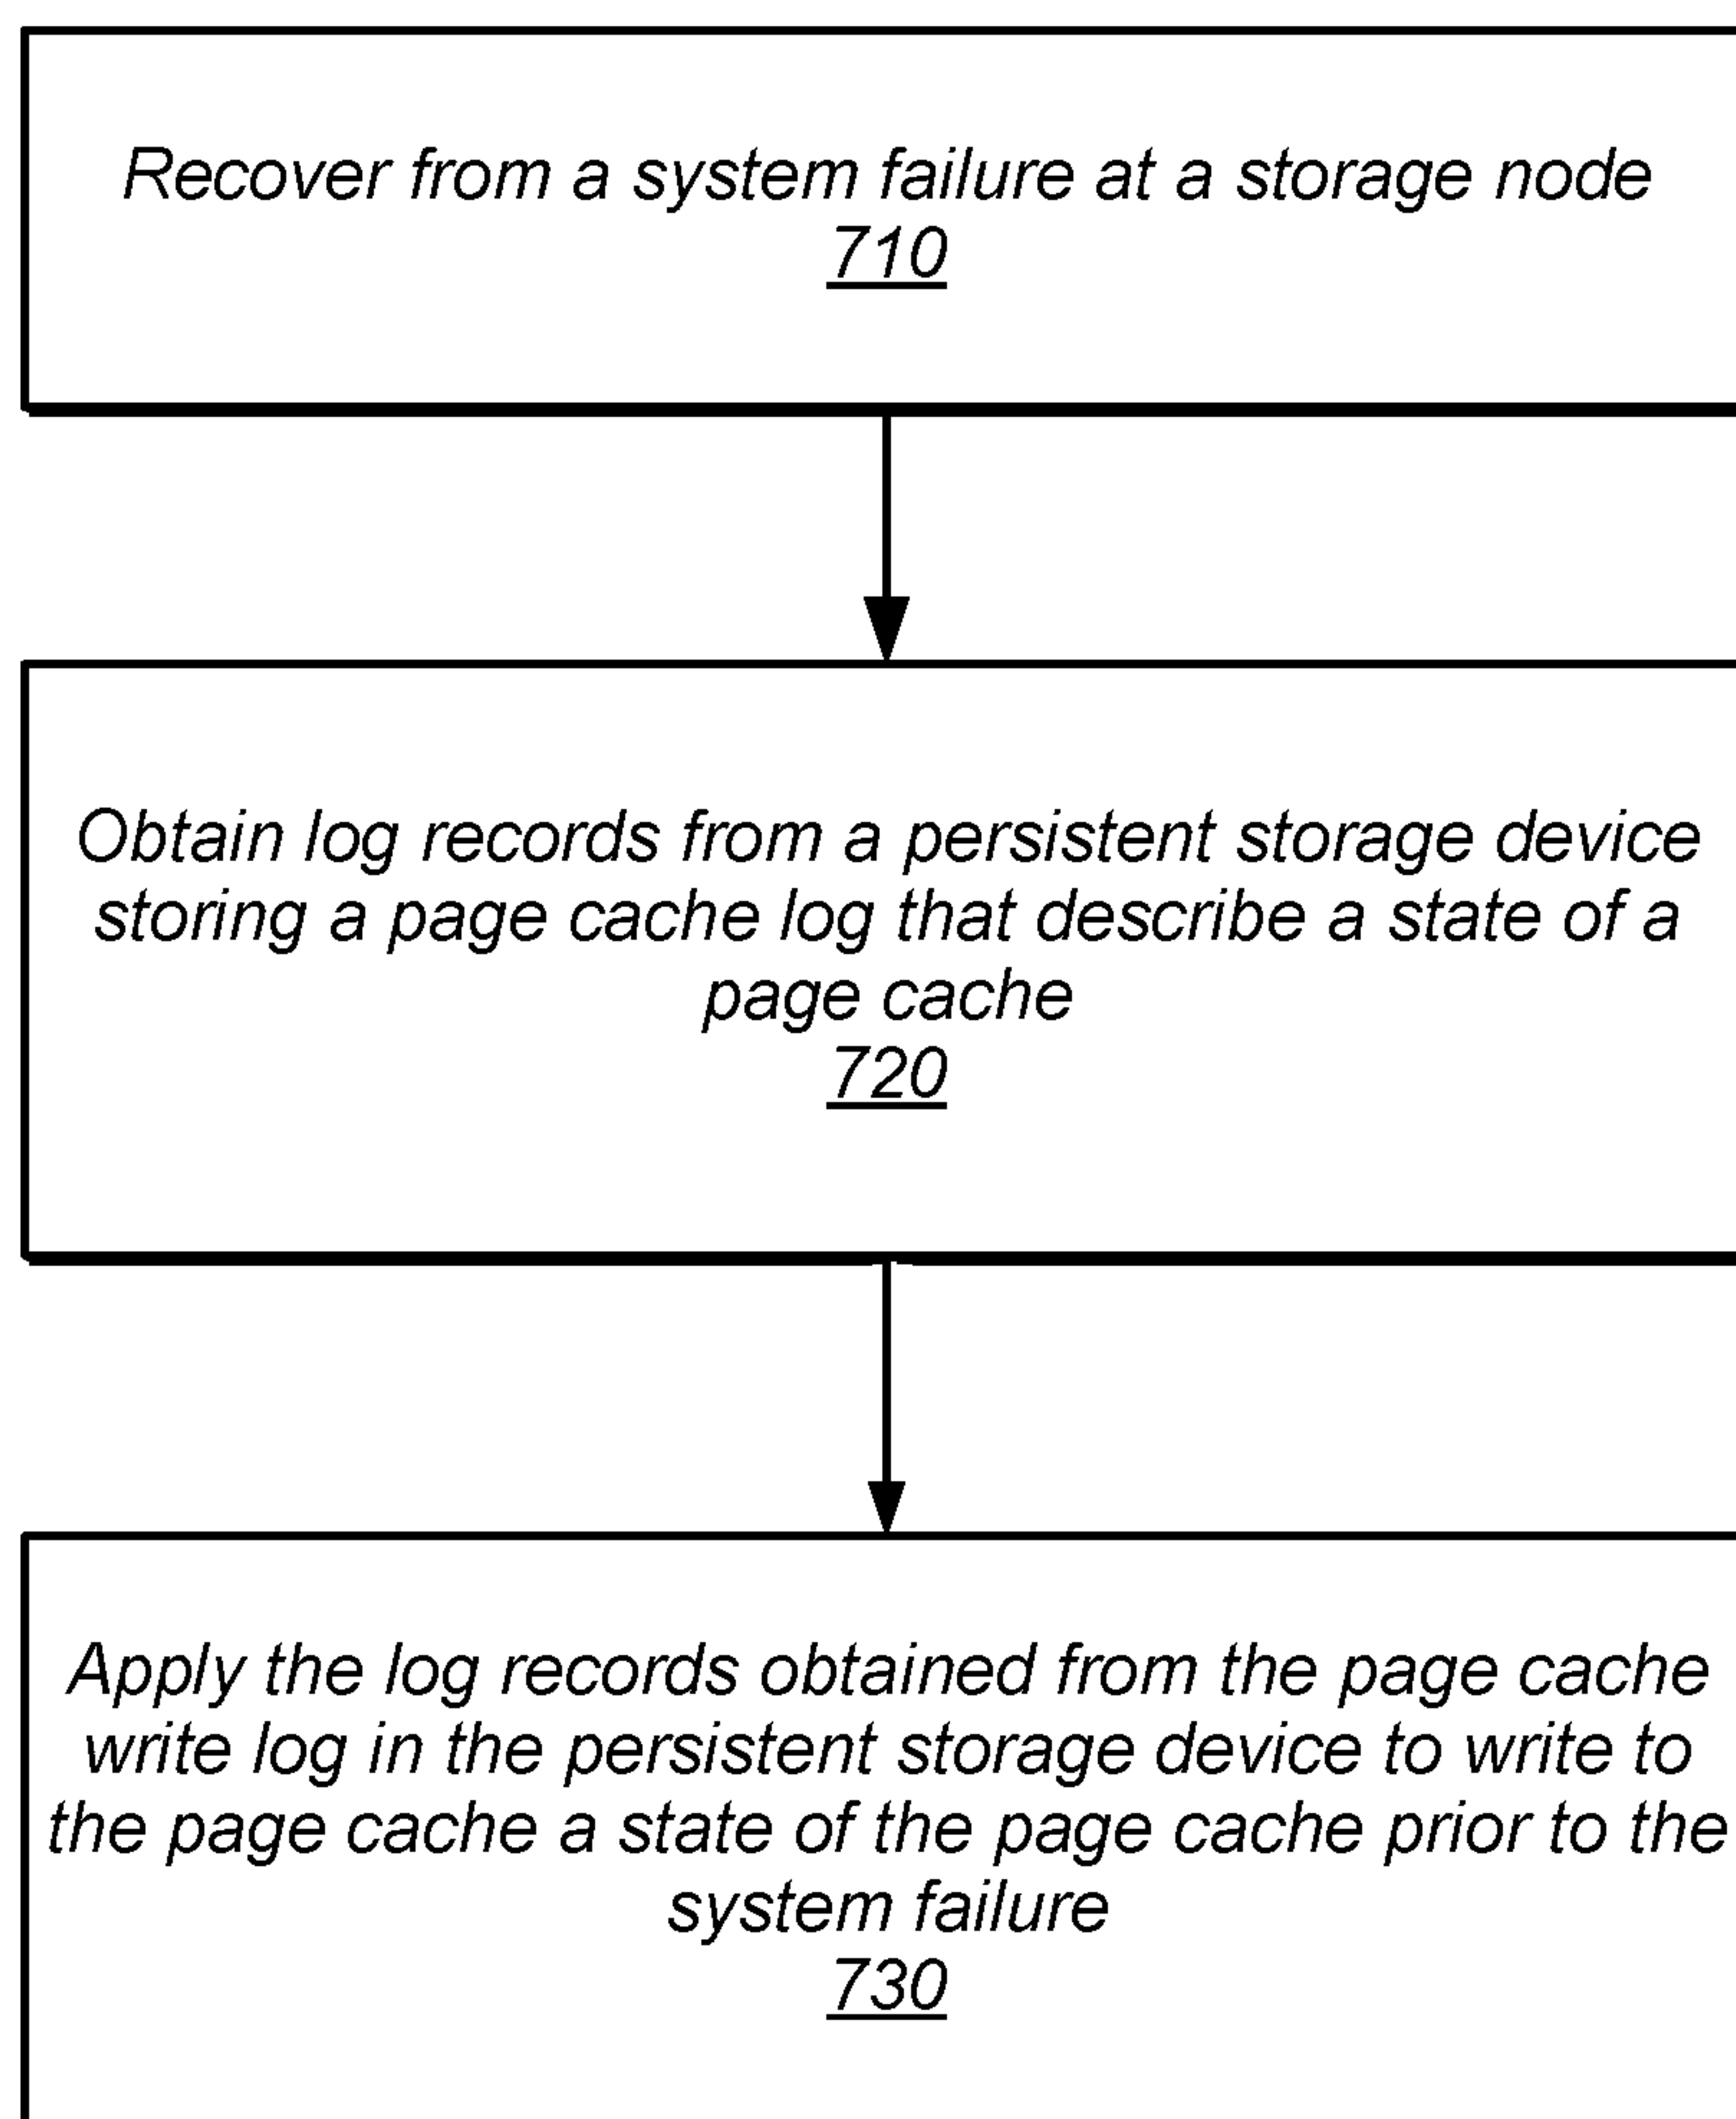 Recover from a system failure at a storage node
710
Obtain log records from a persistent storage device
storing a page cache log that describe a state of a
page cache
720
Apply the log records obtained from the page cache
write log in the persistent storage device to write to
the page cache a state of the page cache prior to the
system failure
730